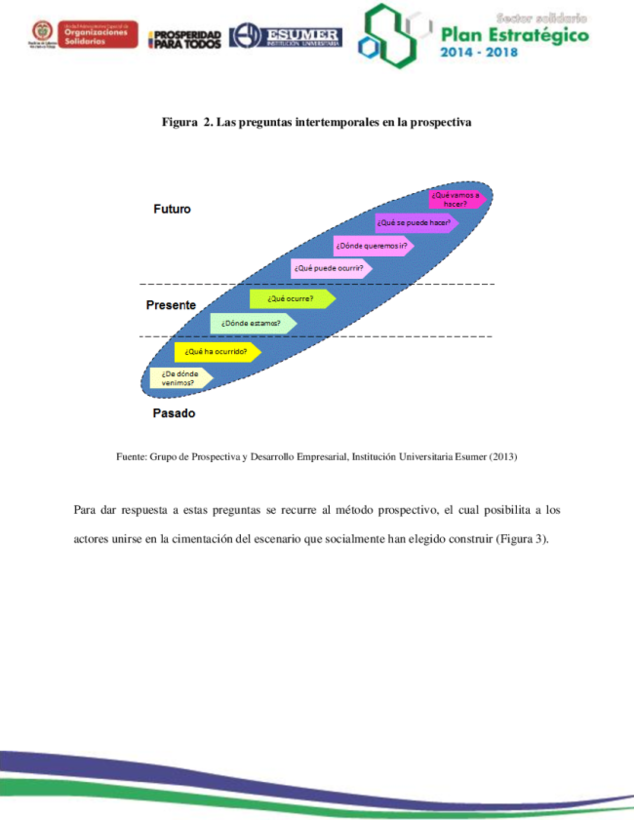 Unidad Administrativa Especial de
Organizaciones
Solidarias
PROSPERIDAD
PARA TODOS
ESUMER
INSTITUCIÓN UNIVERSITARIA
Sector solidario
Plan Estratégico
2014 - 2018
Figura 2. Las preguntas intertemporales en la prospectiva
Futuro
¿Qué vamos a
hacer?
¿Qué se puede hacer?
¿Dónde queremos ir?
¿Qué puede ocurrir?
Presente
¿Qué ocurre?
¿Dónde estamos?
¿Qué ha ocurrido?
¿De dónde
venimos?
Pasado
Fuente: Grupo de Prospectiva y Desarrollo Empresarial, Institución Universitaria Esumer (2013)
Para dar respuesta a estas preguntas se recurre al método prospectivo, el cual posibilita a los
actores unirse en la cimentación del escenario que socialmente han elegido construir (Figura 3).